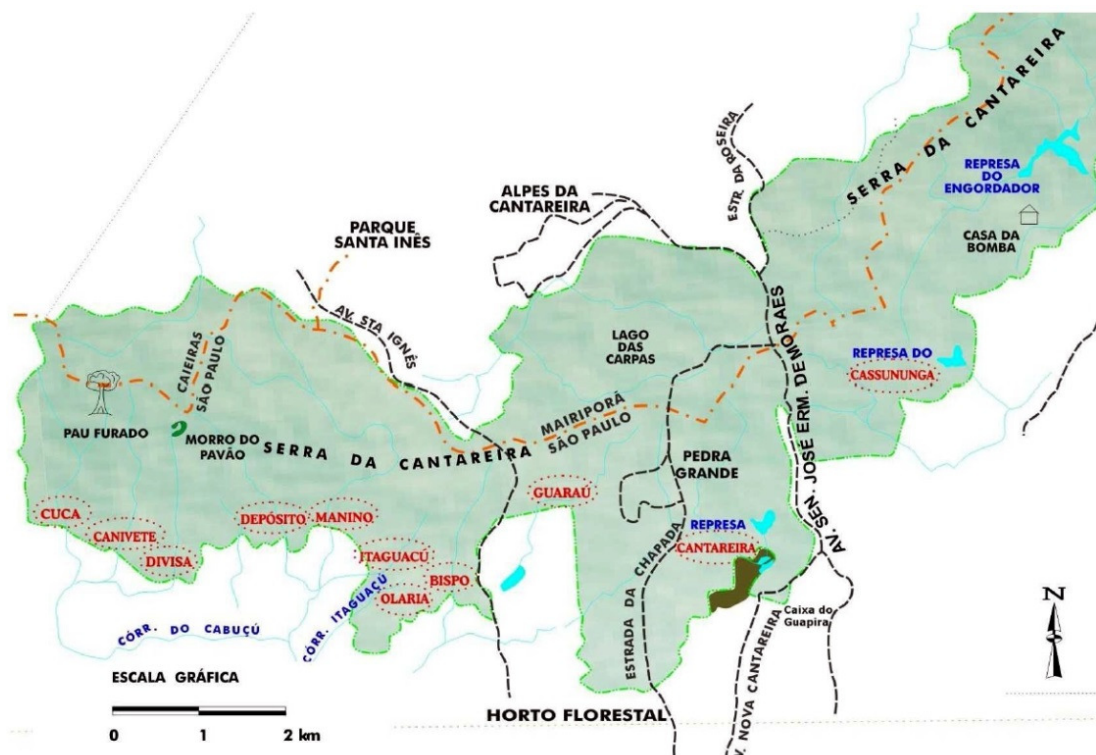 SERRA DA CANTAREIRA
REPRESA
DO
ENGORDADOR
CASA DA
BOMBA
ESTR. DA ROSEIRA
ALPES DA
CANTAREIRA
PARQUE
SANTA INÊS
AV. STA IGNÊS
CAIEIRAS
SÃO PAULO
LAGO
DAS
CARPAS
AV. SEN. JOSÉ ERM. DE MORAES
REPRESA DO
CASSUNUNGA
PAU FURADO
MORRO DO
PAVÃO
SERRA DA CANTAREIRA
MAIRIPORÃ
SÃO PAULO
PEDRA
GRANDE
GUARAÚ
CUCA
CANIVETE
DIVISA
DEPÓSITO
MANINO
ITAGUACÚ
BISPO
OLARIA
REPRESA
CANTAREIRA
ESTRADA DA CHAPADA
CÓRR. DO CABUÇÚ
CÓRR. ITAGUAÇÚ
Caixa do
Guapira
V. NOVA CANTAREIRA
N
ESCALA GRÁFICA
0 1 2 km
HORTO FLORESTAL